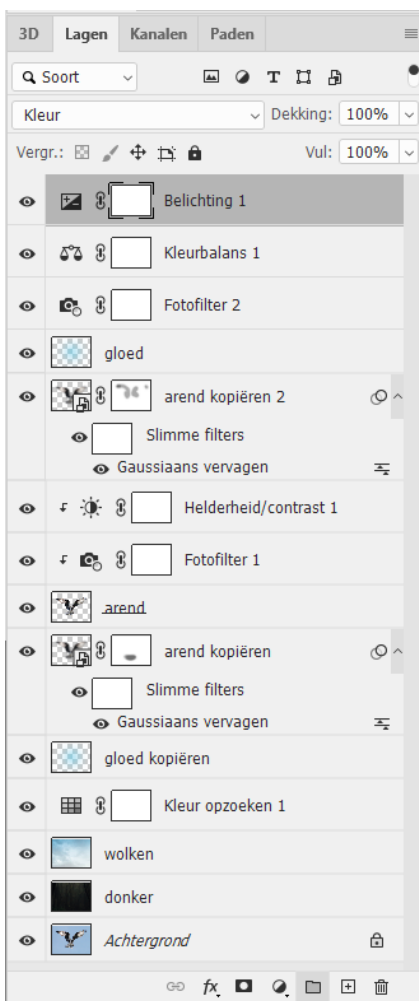 3D Lagen Kanalen Paden
Soort T
Kleur Dekking: 100%
Vergr.: Vul: 100%
Belichting 1
Kleurbalans 1
Fotofilter 2
gloed
arend kopiëren 2
Slimme filters
Gaussiaans vervagen
Helderheid/contrast 1
Fotofilter 1
arend
arend kopiëren
Slimme filters
Gaussiaans vervagen
gloed kopiëren
Kleur opzoeken 1
wolken
donker
Achtergrond
fx